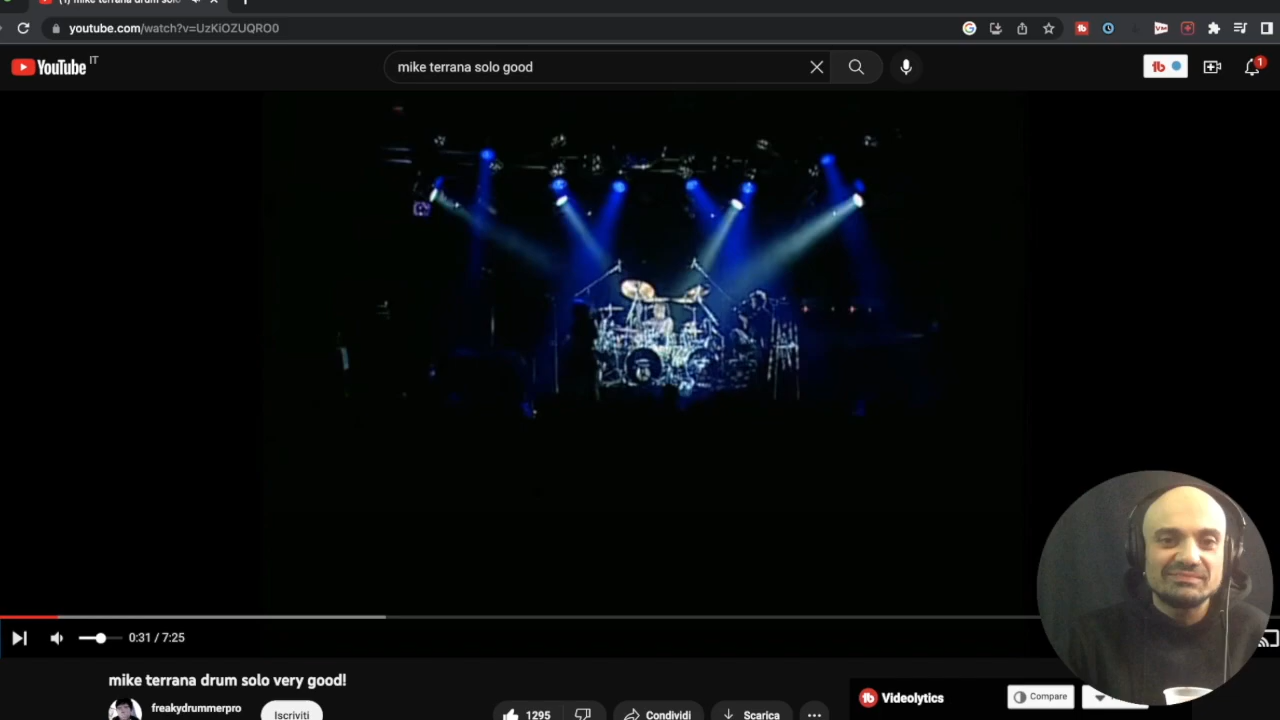 youtube.com/watch?v=UzKiOZUQRO0
YouTube IT
mike terrana solo good
1
0:31 / 7:25
mike terrana drum solo very good!
freakydrummerpro
Iscriviti
1295
Condividi
Scarica
Videolytics
Compare